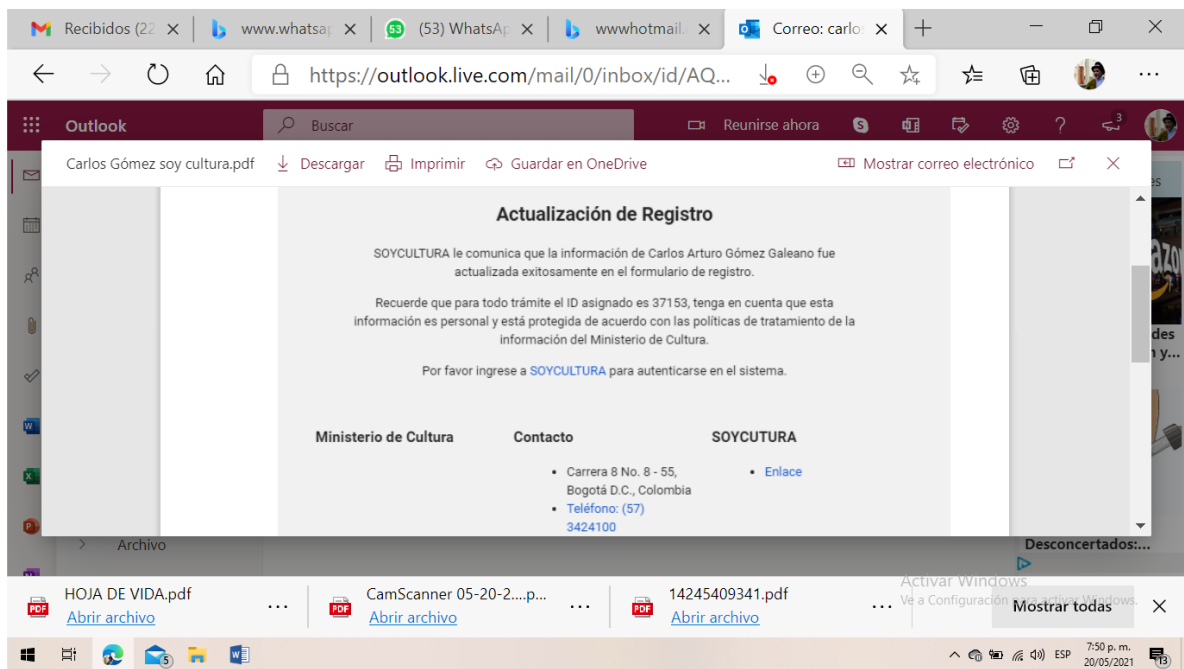 Recibidos (22
www.whatsap
(53) WhatsAp
wwwhotmail.
Correo: carlo
https://outlook.live.com/mail/0/inbox/id/AQ...
Outlook
Buscar
Reunirse ahora
3
Carlos Gómez soy cultura.pdf
Descargar
Imprimir
Guardar en OneDrive
Mostrar correo electrónico
Actualización de Registro
SOYCULTURA le comunica que la información de Carlos Arturo Gómez Galeano fue
actualizada exitosamente en el formulario de registro.
Recuerde que para todo trámite el ID asignado es 37153, tenga en cuenta que esta
información es personal y está protegida de acuerdo con las políticas de tratamiento de la
información del Ministerio de Cultura.
Por favor ingrese a SOYCULTURA para autenticarse en el sistema.
Ministerio de Cultura
Contacto
SOYCUTURA
• Carrera 8 No. 8 - 55,
Bogotá D.C., Colombia
• Teléfono: (57)
3424100
• Enlace
Archivo
Desconcertados:...
Activar Windows
HOJA DE VIDA.pdf
Abrir archivo
CamScanner 05-20-2....p...
Abrir archivo
14245409341.pdf
Abrir archivo
Mostrar todas
ESP
7:50 p. m.
20/05/2021